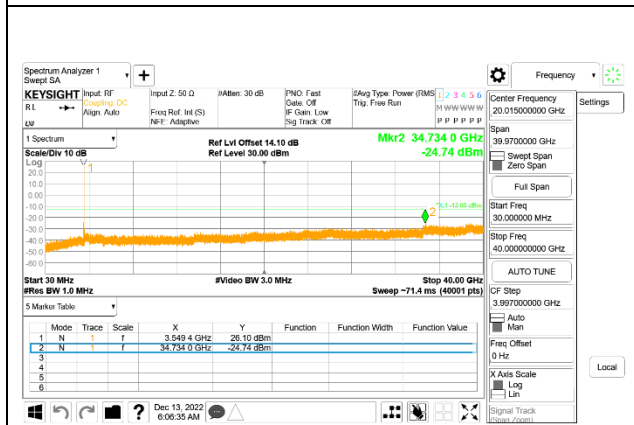 Spectrum Analyzer 1
Swept SA
+
Frequency
KEYSIGHT Input: RF Input Z: 50 Ω #Atten: 30 dB PNO: Fast #Avg Type: Power (RMS 1 2 3 4 5 6
RL Coupling: DC Gate: Off Trig: Free Run M W W W W W
Align: Auto Freq Ref: Int (S) IF Gain: Low P P P P P P
NFE: Adaptive Sig Track: Off
1 Spectrum Ref Lvl Offset 14.10 dB Mkr2 34.734 0 GHz
Scale/Div 10 dB Ref Level 30.00 dBm -24.74 dBm
Log
1
20.0
10.0
0.00
-10.0
2
-20.0
-30.0
-40.0
-50.0
-60.0
Start 30 MHz #Video BW 3.0 MHz Stop 40.00 GHz
#Res BW 1.0 MHz Sweep ~71.4 ms (40001 pts)
5 Marker Table
Mode Trace Scale X Y Function Function Width Function Value
1 N 1 f 3.549 4 GHz 26.10 dBm
2 N 1 f 34.734 0 GHz -24.74 dBm
3
4
5
6
Dec 13, 2022
6:06:35 AM
?
Center Frequency
20.015000000 GHz
Settings
Span
39.9700000 GHz
Swept Span
Zero Span
Full Span
Start Freq
30.000000 MHz
Stop Freq
40.000000000 GHz
AUTO TUNE
CF Step
3.997000000 GHz
Auto
Man
Freq Offset
0 Hz
Local
X Axis Scale
Log
Lin
Signal Track
(Span Zoom)